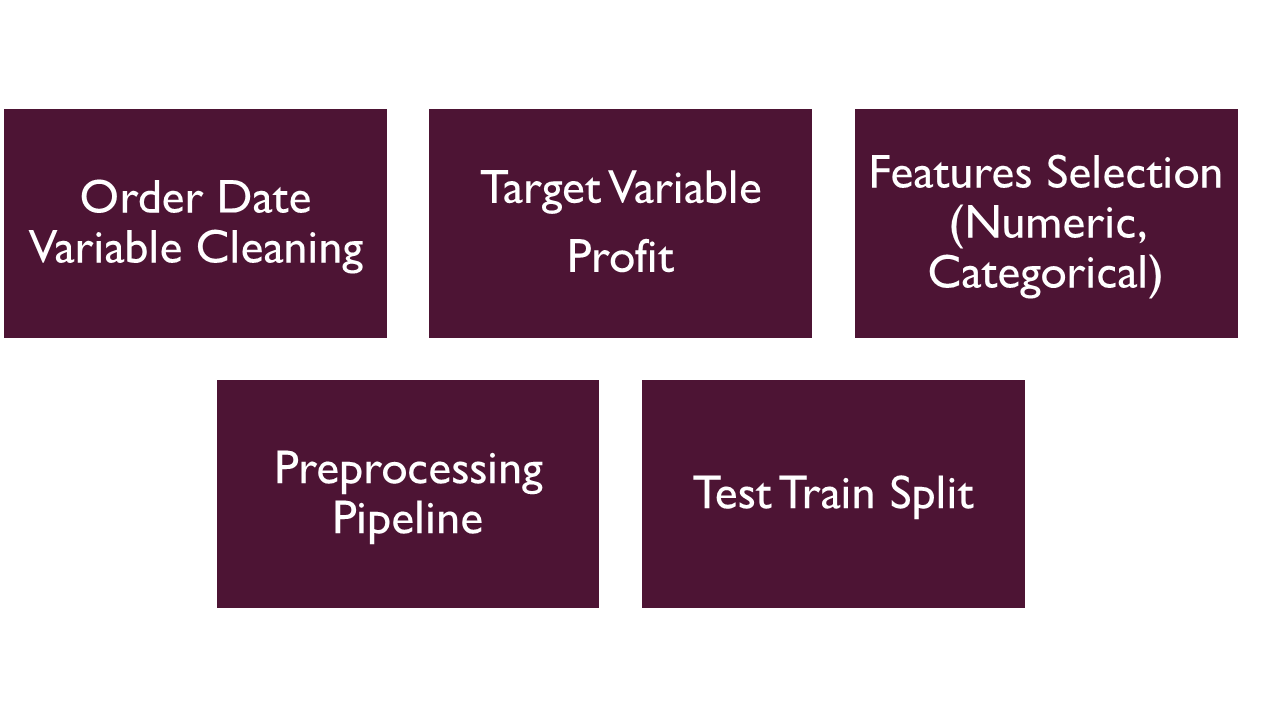 Order Date
Variable Cleaning
Target Variable
Profit
Features Selection
(Numeric,
Categorical)
Preprocessing
Pipeline
Test Train Split